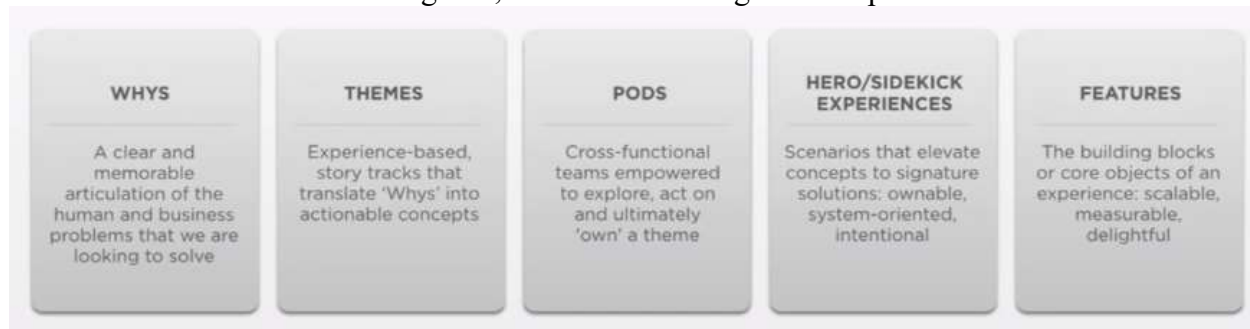 WHYS
A clear and
memorable
articulation of the
human and business
problems that we are
looking to solve
THEMES
Experience-based,
story tracks that
translate ‘Whys’ into
actionable concepts
PODS
Cross-functional
teams empowered
to explore, act on
and ultimately
‘own’ a theme
HERO/SIDEKICK
EXPERIENCES
Scenarios that elevate
concepts to signature
solutions: ownable,
system-oriented,
intentional
FEATURES
The building blocks
or core objects of an
experience: scalable,
measurable,
delightful